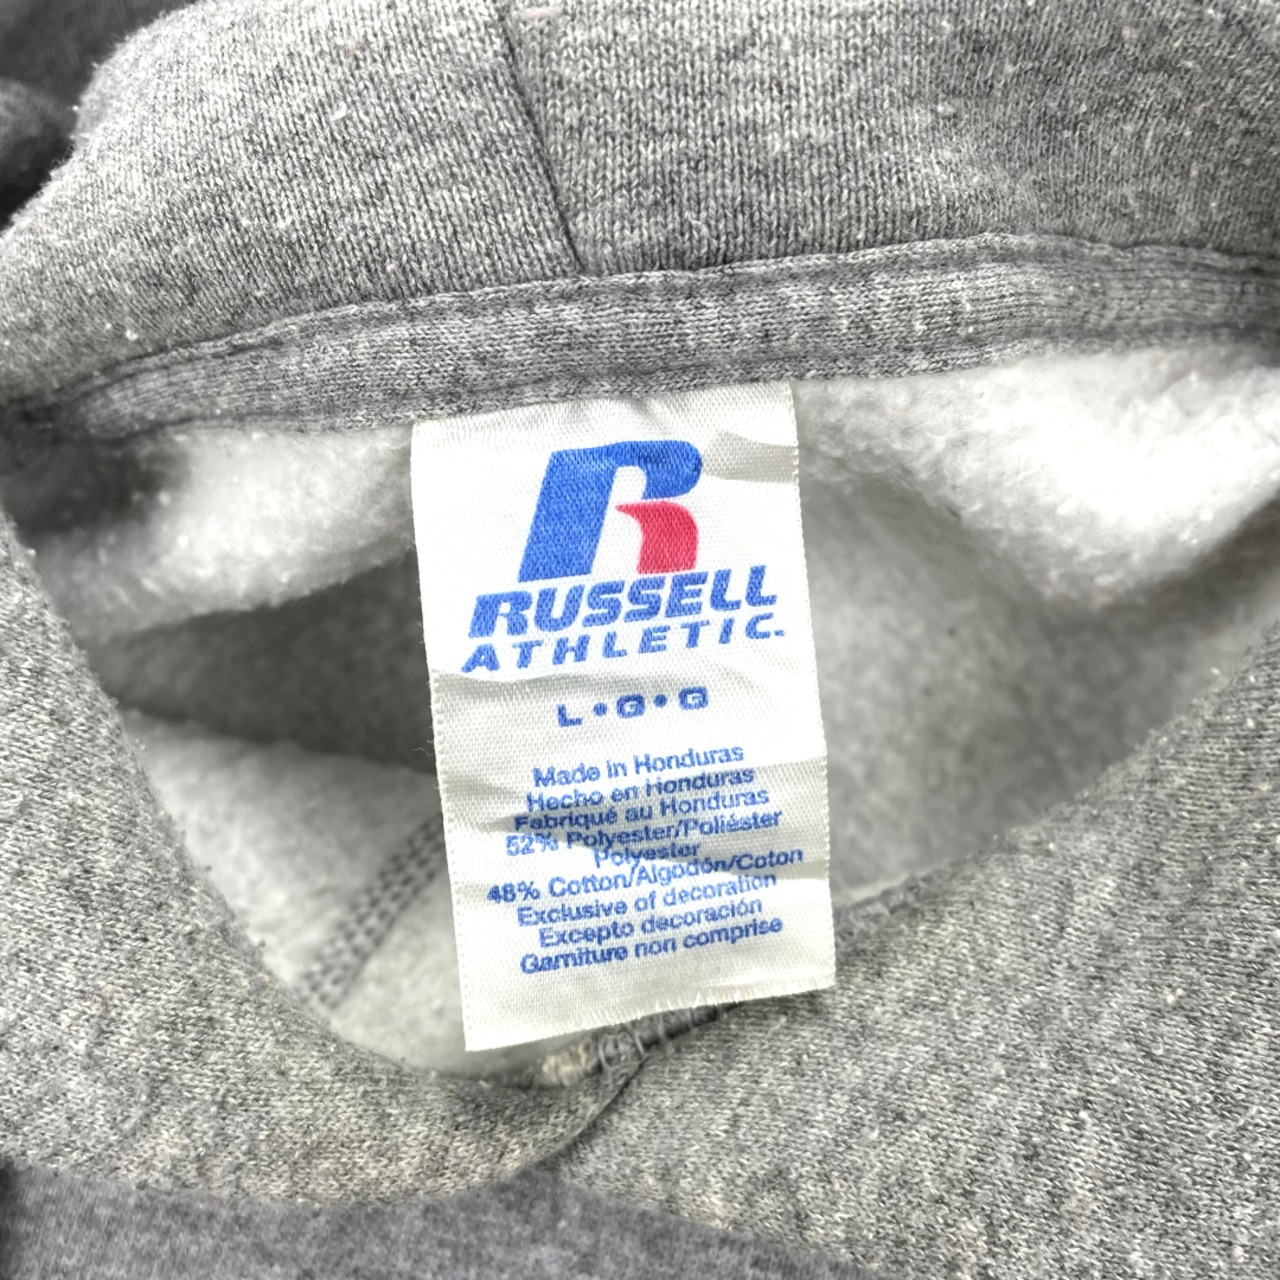 R
RUSSELL
ATHLETIC
L•G•G
Made in Honduras
Hecho en Honduras
Fabriqué au Honduras
52% Polyester/Poliéster
Polyester
48% Cotton/Algodón/Coton
Exclusive of decoration
Excepto decoración
Garniture non comprise